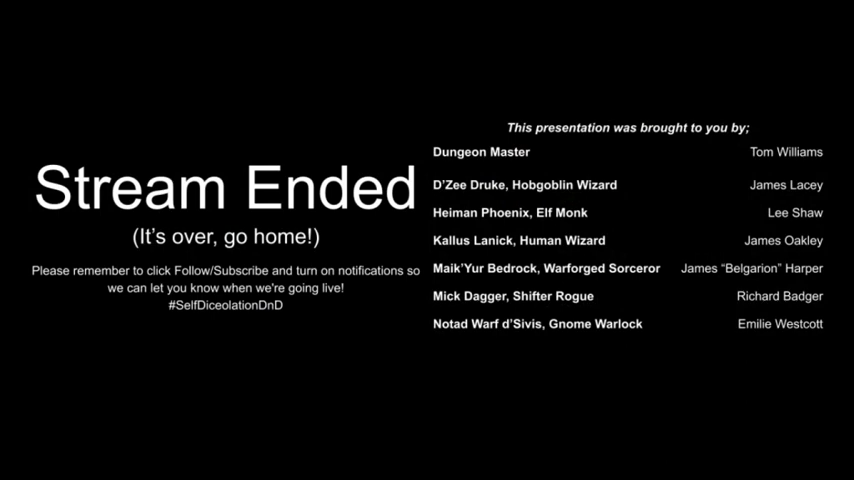 Stream Ended
(It’s over, go home!)
Please remember to click Follow/Subscribe and turn on notifications so
we can let you know when we're going live!
#SelfDiceolationDnD
This presentation was brought to you by;
Dungeon Master Tom Williams
D’Zee Druke, Hobgoblin Wizard James Lacey
Heiman Phoenix, Elf Monk Lee Shaw
Kallus Lanick, Human Wizard James Oakley
Maik’Yur Bedrock, Warforged Sorceror James “Belgarion” Harper
Mick Dagger, Shifter Rogue Richard Badger
Notad Warf d’Sivis, Gnome Warlock Emilie Westcott